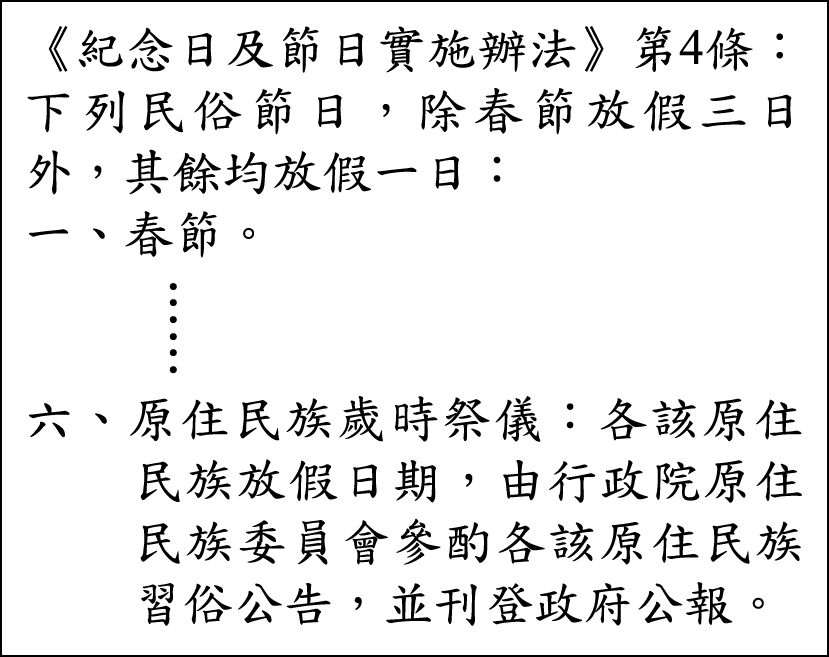 《紀念日及節日實施辦法》第4條：
下列民俗節日，除春節放假三日
外，其餘均放假一日：
一、春節。
⋮
六、原住民族歲時祭儀：各該原住
民族放假日期，由行政院原住
民族委員會參酌各該原住民族
習俗公告，並刊登政府公報。